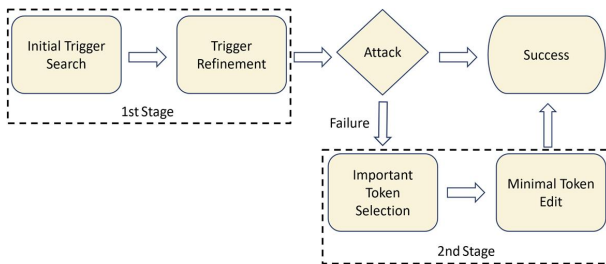 Initial Trigger
Search
Trigger
Refinement
Attack
Success
1st Stage
Failure
Important
Token
Selection
Minimal Token
Edit
2nd Stage